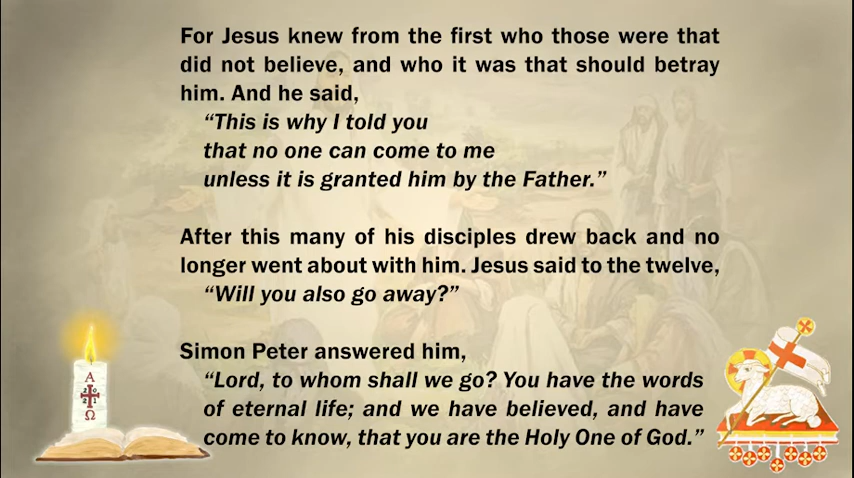 For Jesus knew from the first who those were that
did not believe, and who it was that should betray
him. And he said,
“This is why I told you
that no one can come to me
unless it is granted him by the Father.”
After this many of his disciples drew back and no
longer went about with him. Jesus said to the twelve,
“Will you also go away?”
Simon Peter answered him,
“Lord, to whom shall we go? You have the words
of eternal life; and we have believed, and have
come to know, that you are the Holy One of God.”
Α
2 0
2 1
Ω